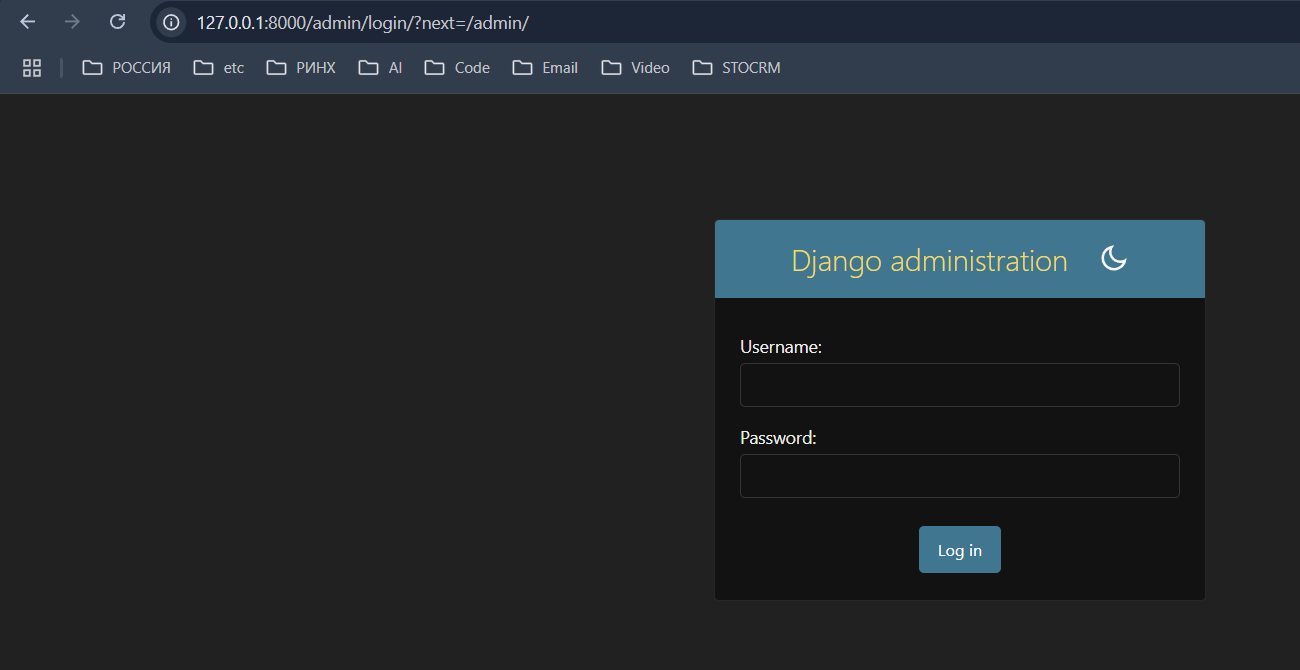 127.0.0.1:8000/admin/login/?next=/admin/
РОССИЯ etc РИНХ AI Code Email Video STOCRM
Django administration
Username:
Password:
Log in